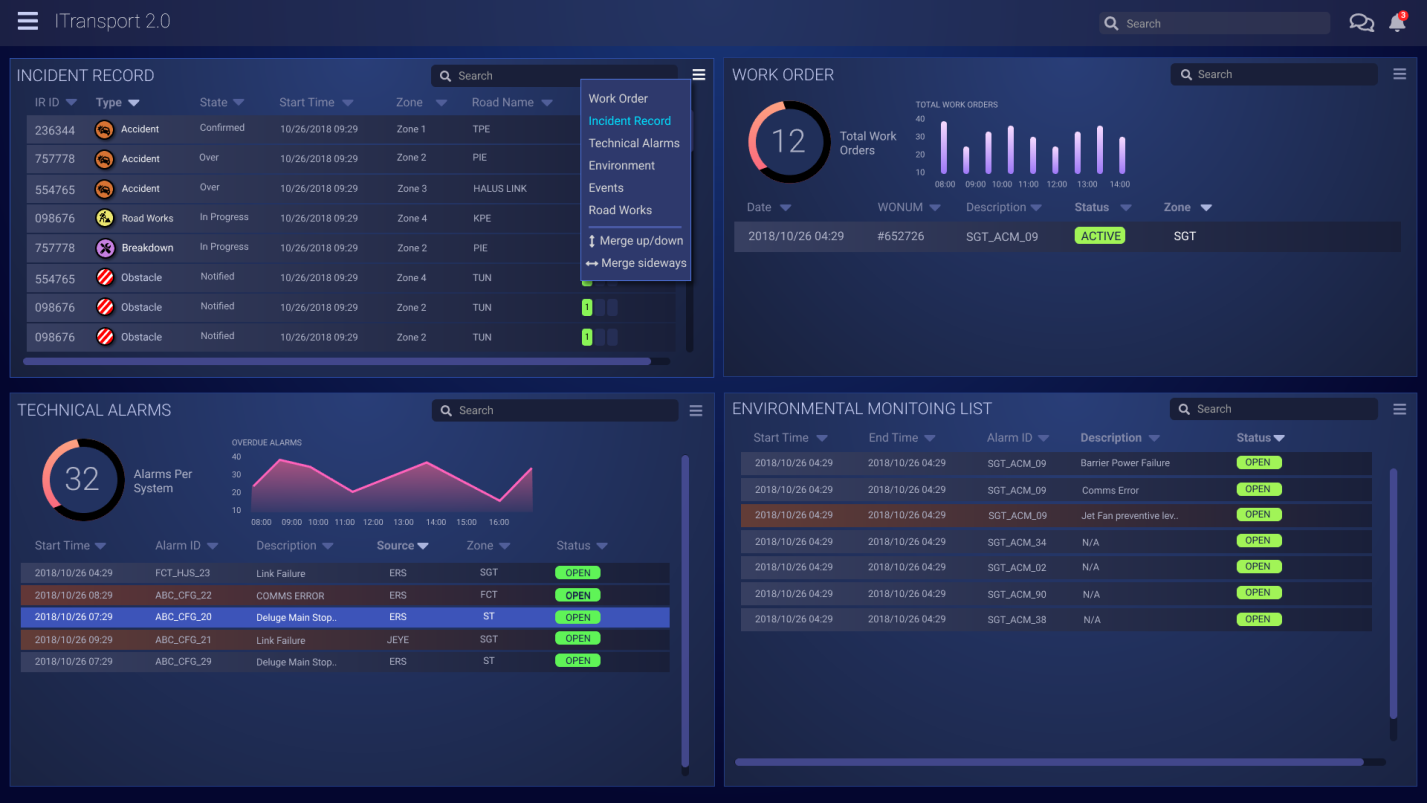 ITransport 2.0
Search
3
INCIDENT RECORD
Search
IR ID Type State Start Time Zone Road Name
236344 Accident Confirmed 10/26/2018 09:29 Zone 1 TPE
757778 Accident Over 10/26/2018 09:29 Zone 2 PIE
554765 Accident Over 10/26/2018 09:29 Zone 3 HALUS LINK
098676 Road Works In Progress 10/26/2018 09:29 Zone 4 KPE
757778 Breakdown In Progress 10/26/2018 09:29 Zone 2 PIE
554765 Obstacle Notified 10/26/2018 09:29 Zone 4 TUN
098676 Obstacle Notified 10/26/2018 09:29 Zone 2 TUN 1
098676 Obstacle Notified 10/26/2018 09:29 Zone 2 TUN 1
Work Order
Incident Record
Technical Alarms
Environment
Events
Road Works
Merge up/down
Merge sideways
WORK ORDER
Search
12
Total Work
Orders
TOTAL WORK ORDERS
40
30
20
10
08:00 09:00 10:00 11:00 12:00 13:00 14:00
Date WONUM Description Status Zone
2018/10/26 04:29 #652726 SGT_ACM_09 ACTIVE SGT
TECHNICAL ALARMS
Search
32
Alarms Per
System
OVERDUE ALARMS
40
30
20
10
08:00 09:00 10:00 11:00 12:00 13:00 14:00 15:00 16:00
Start Time Alarm ID Description Source Zone Status
2018/10/26 04:29 FCT_HJS_23 Link Failure ERS SGT OPEN
2018/10/26 08:29 ABC_CFG_22 COMMS ERROR ERS FCT OPEN
2018/10/26 07:29 ABC_CFG_20 Deluge Main Stop.. ERS ST OPEN
2018/10/26 09:29 ABC_CFG_21 Link Failure JEYE SGT OPEN
2018/10/26 07:29 ABC_CFG_29 Deluge Main Stop.. ERS ST OPEN
ENVIRONMENTAL MONITOING LIST
Search
Start Time End Time Alarm ID Description Status
2018/10/26 04:29 2018/10/26 04:29 SGT_ACM_09 Barrier Power Failure OPEN
2018/10/26 04:29 2018/10/26 04:29 SGT_ACM_09 Comms Error OPEN
2018/10/26 04:29 2018/10/26 04:29 SGT_ACM_09 Jet Fan preventive lev.. OPEN
2018/10/26 04:29 2018/10/26 04:29 SGT_ACM_34 N/A OPEN
2018/10/26 04:29 2018/10/26 04:29 SGT_ACM_02 N/A OPEN
2018/10/26 04:29 2018/10/26 04:29 SGT_ACM_90 N/A OPEN
2018/10/26 04:29 2018/10/26 04:29 SGT_ACM_38 N/A OPEN